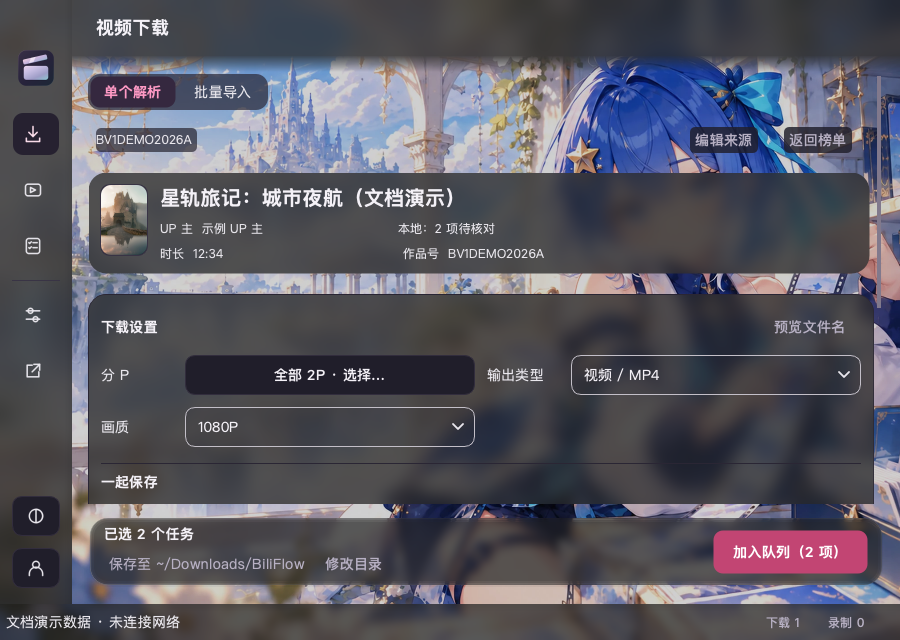 视频下载
单个解析 批量导入
BV1DEMO2026A 编辑来源 返回榜单
星轨旅记：城市夜航（文档演示）
UP 主 示例 UP 主 本地：2 项待核对
时长 12:34 作品号 BV1DEMO2026A
下载设置 预览文件名
分 P 全部 2P · 选择... 输出类型 视频 / MP4
画质 1080P
一起保存
已选 2 个任务
保存至 ~/Downloads/BiliFlow 修改目录
加入队列（2 项）
文档演示数据 · 未连接网络 下载 1 录制 0